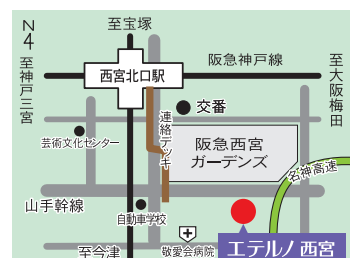 至宝塚
N
4
至神戸三宮
西宮北口駅
阪急神戸線
至大阪梅田
交番
連絡デッキ
芸術文化センター
阪急西宮
ガーデンズ
名神高速
山手幹線
自動車学校
至今津
敬愛会病院
エテルノ西宮